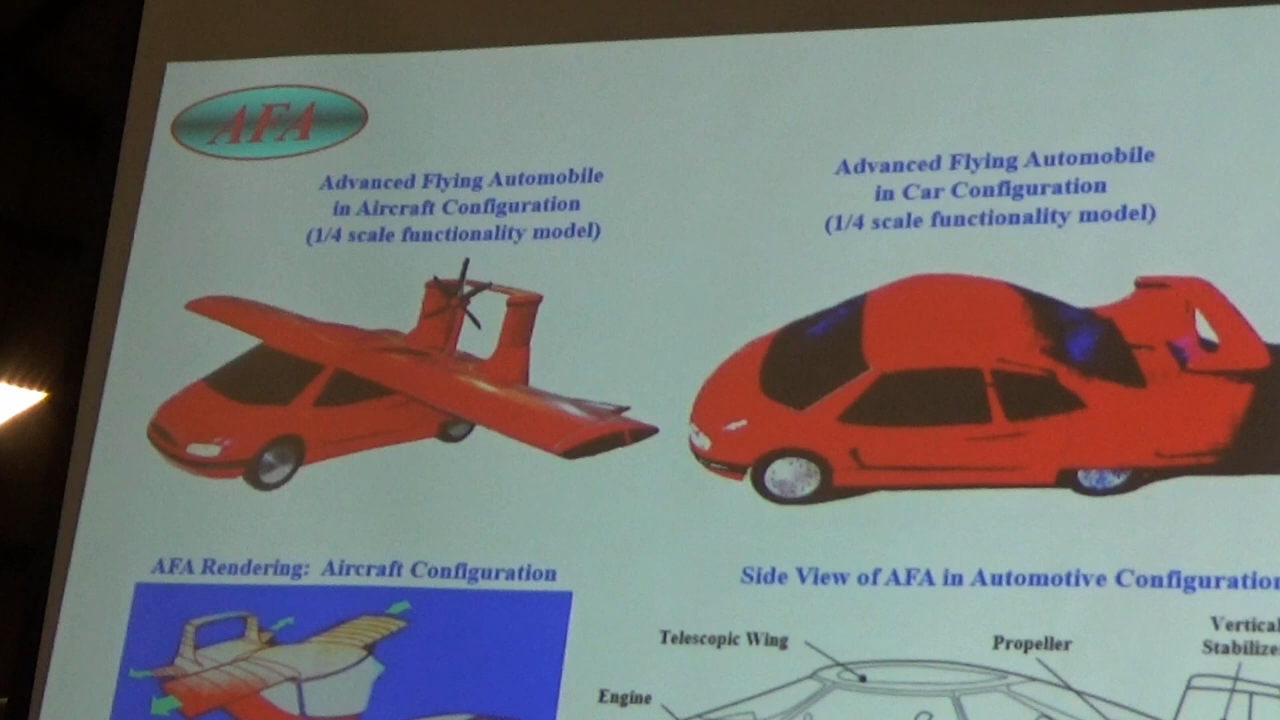 AFA
Advanced Flying Automobile
in Aircraft Configuration
(1/4 scale functionality model)
Advanced Flying Automobile
in Car Configuration
(1/4 scale functionality model)
AFA Rendering: Aircraft Configuration
Side View of AFA in Automotive Configuration
Telescopic Wing
Propeller
Vertical
Stabilize
Engine